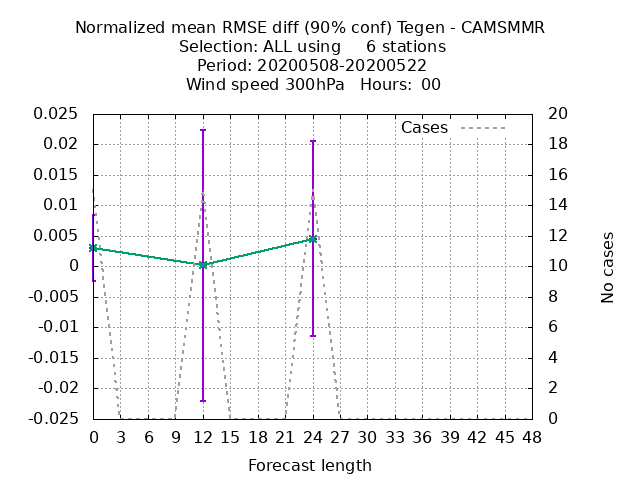 Normalized mean RMSE diff (90% conf) Tegen - CAMSMMR
Selection: ALL using     6 stations
Period: 20200508-20200522
Wind speed 300hPa   Hours:  00
Cases
0.025
0.02
0.015
0.01
0.005
0
-0.005
-0.01
-0.015
-0.02
-0.025
20
18
16
14
12
10
8
6
4
2
0
No cases
0 3 6 9 12 15 18 21 24 27 30 33 36 39 42 45 48
Forecast length